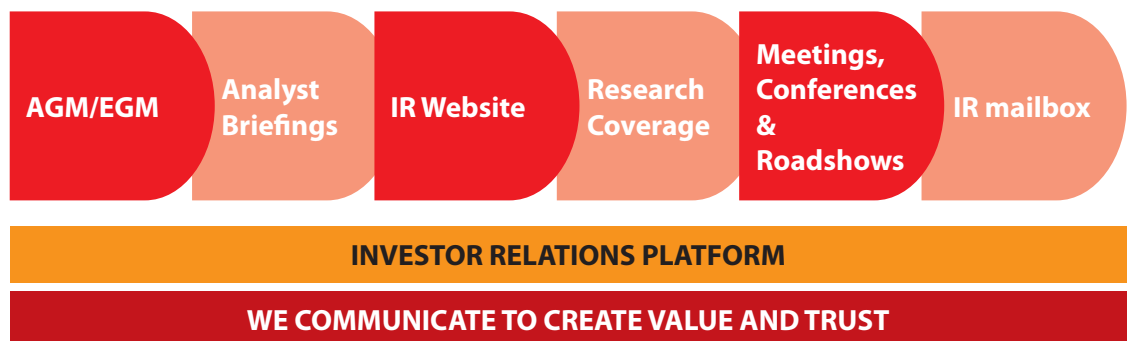 AGM/EGM
Analyst
Briefings
IR Website
Research
Coverage
Meetings,
Conferences
&
Roadshows
IR mailbox
INVESTOR RELATIONS PLATFORM
WE COMMUNICATE TO CREATE VALUE AND TRUST